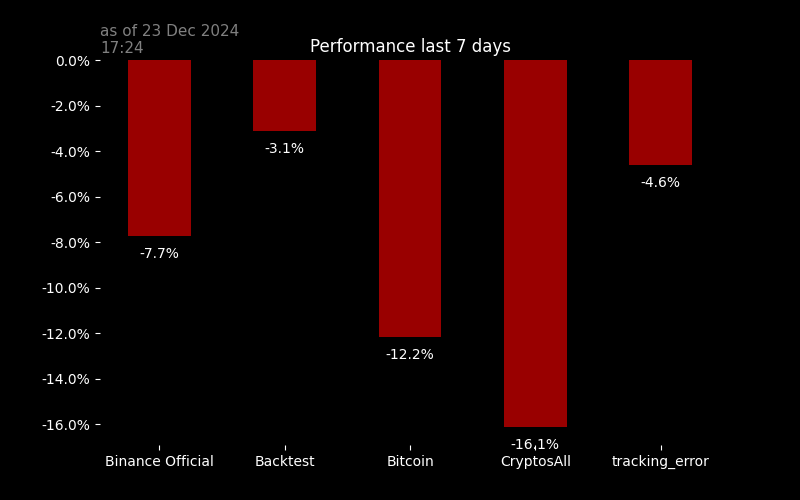 as of 23 Dec 2024
17:24
Performance last 7 days
0.0%
-2.0%
-4.0%
-6.0%
-8.0%
-10.0%
-12.0%
-14.0%
-16.0%
-7.7%
-3.1%
-12.2%
-16.1%
-4.6%
Binance Official
Backtest
Bitcoin
CryptosAll
tracking_error